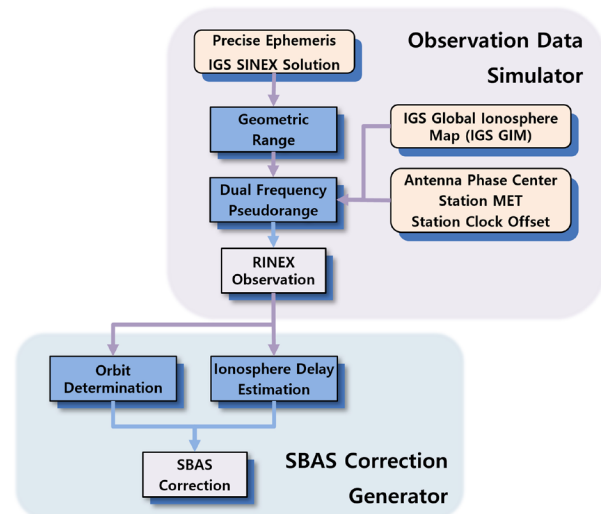 Precise Ephemeris
IGS SINEX Solution
Observation Data
Simulator
Geometric
Range
IGS Global Ionosphere
Map (IGS GIM)
Dual Frequency
Pseudorange
Antenna Phase Center
Station MET
Station Clock Offset
RINEX
Observation
Orbit
Determination
Ionosphere Delay
Estimation
SBAS
Correction
SBAS Correction
Generator